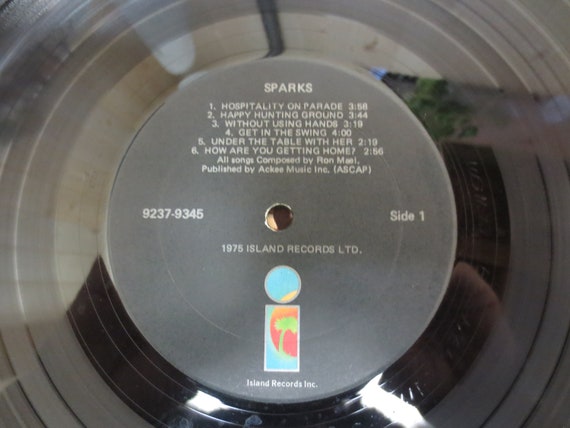 SPARKS
1. HOSPITALITY ON PARADE 3:58
2. HAPPY HUNTING GROUND 3:44
3. WITHOUT USING HANDS 3:19
4. GET IN THE SWING 4:00
5. UNDER THE TABLE WITH HER 2:19
6. HOW ARE YOU GETTING HOME? 2:56
All songs Composed by Ron Mael.
Published by Ackee Music Inc. (ASCAP)
9237-9345 Side 1
1975 ISLAND RECORDS LTD.
Island Records Inc.